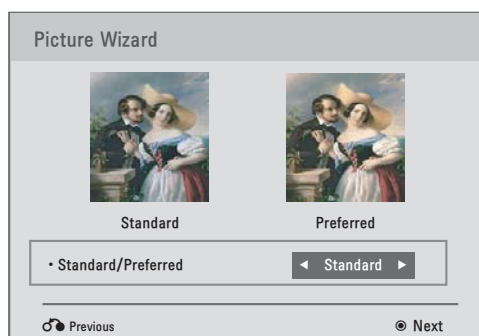 Picture Wizard
Standard Preferred
• Standard/Preferred ◄ Standard ►
Previous ◉ Next